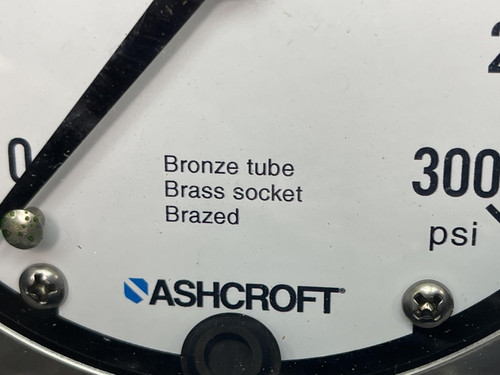 0
Bronze tube
Brass socket
Brazed
300
psi
ASHCROFT